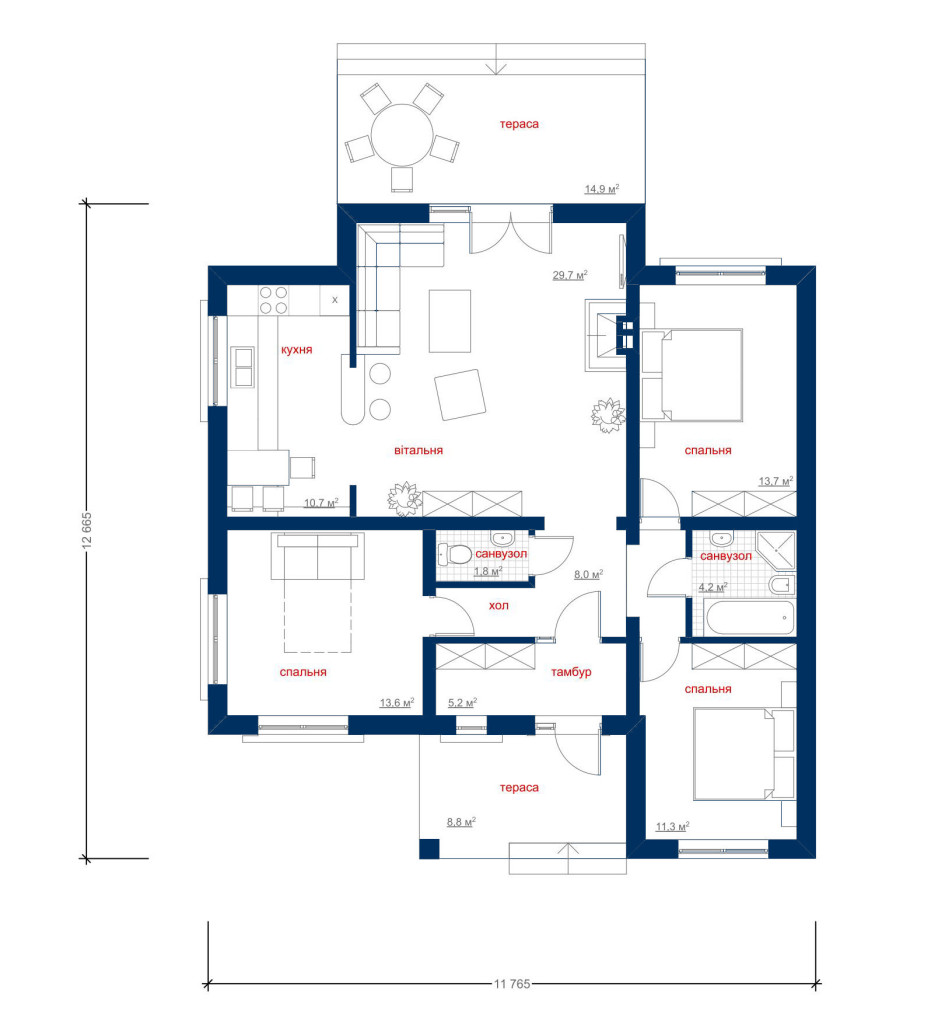 тераса
14.9 м²
29.7 м²
кухня
вітальня
спальня
13.7 м²
10.7 м²
12 665
санвузол
1.8 м²
санвузол
8.0 м²
4.2 м²
хол
спальня
тамбур
спальня
13.6 м²
5.2 м²
тераса
8.8 м²
11.3 м²
11 765
x